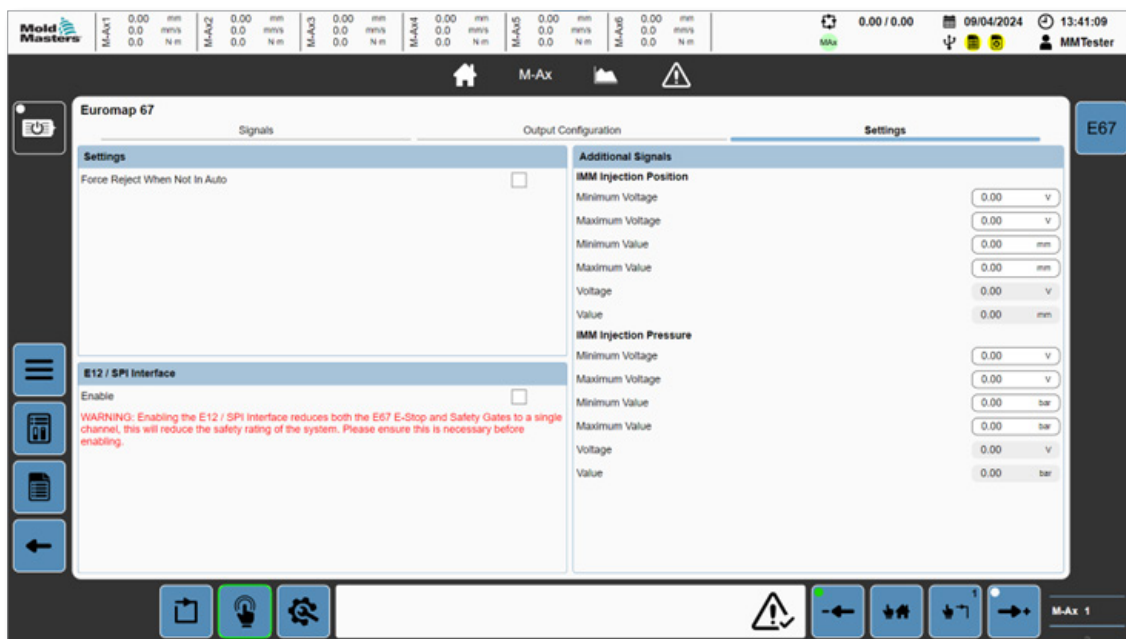 Mold
Masters
M-Ax1 0.00 mm
0.0 mm/s
0.0 N·m
M-Ax2 0.00 mm
0.0 mm/s
0.0 N·m
M-Ax3 0.00 mm
0.0 mm/s
0.0 N·m
M-Ax4 0.00 mm
0.0 mm/s
0.0 N·m
M-Ax5 0.00 mm
0.0 mm/s
0.0 N·m
M-Ax6 0.00 mm
0.0 mm/s
0.0 N·m
0.00 / 0.00 09/04/2024 13:41:09
MAx MMTester
M-Ax
Euromap 67
Signals Output Configuration Settings
E67
Settings
Force Reject When Not In Auto
E12 / SPI Interface
Enable
WARNING: Enabling the E12 / SPI Interface reduces both the E67 E-Stop and Safety Gates to a single
channel, this will reduce the safety rating of the system. Please ensure this is necessary before
enabling.
Additional Signals
IMM Injection Position
Minimum Voltage 0.00 V
Maximum Voltage 0.00 V
Minimum Value 0.00 mm
Maximum Value 0.00 mm
Voltage 0.00 V
Value 0.00 mm
IMM Injection Pressure
Minimum Voltage 0.00 V
Maximum Voltage 0.00 V
Minimum Value 0.00 bar
Maximum Value 0.00 bar
Voltage 0.00 V
Value 0.00 bar
1
M-Ax 1